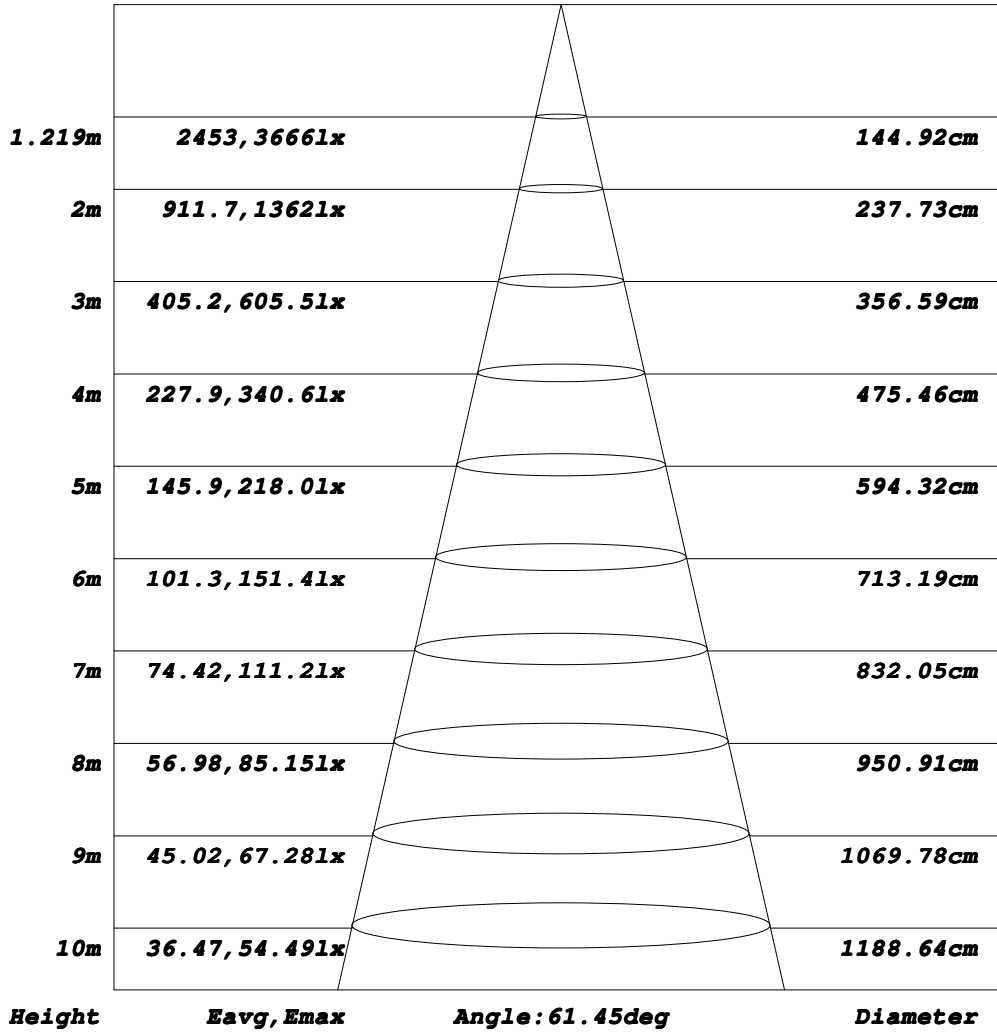 1.219m 2453,3666lx 144.92cm
2m 911.7,1362lx 237.73cm
3m 405.2,605.5lx 356.59cm
4m 227.9,340.6lx 475.46cm
5m 145.9,218.0lx 594.32cm
6m 101.3,151.4lx 713.19cm
7m 74.42,111.2lx 832.05cm
8m 56.98,85.15lx 950.91cm
9m 45.02,67.28lx 1069.78cm
10m 36.47,54.49lx 1188.64cm
Height Eavg,Emax Angle:61.45deg Diameter